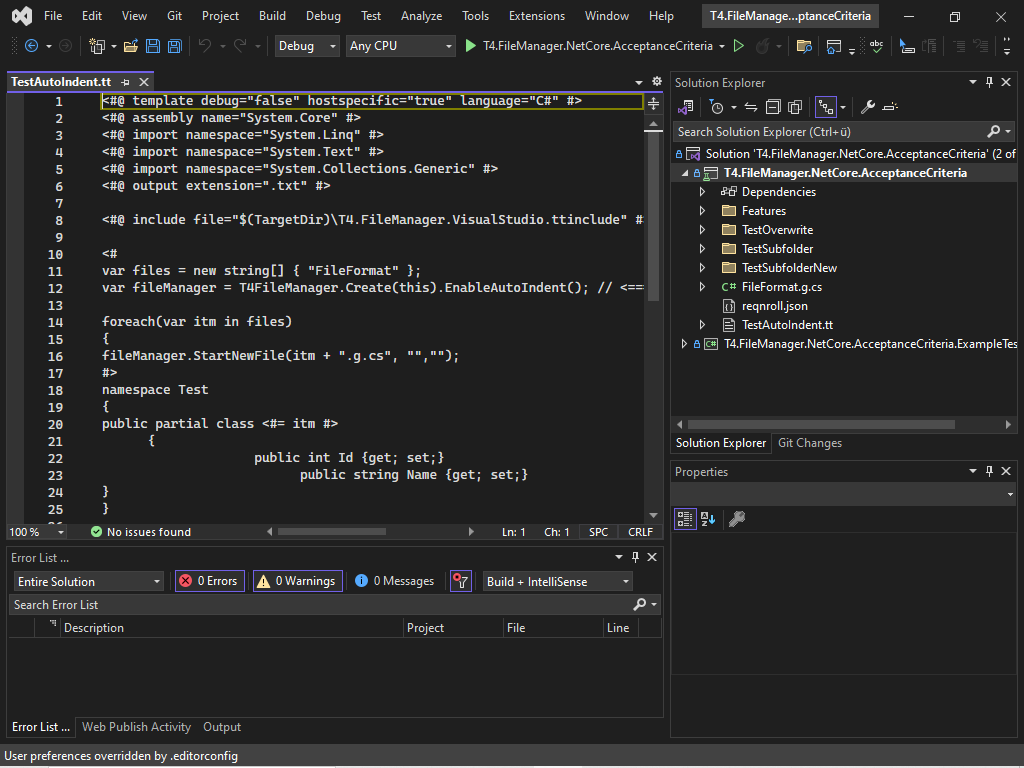 File Edit View Git Project Build Debug Test Analyze Tools Extensions Window Help T4.FileManage...ptanceCriteria
Debug Any CPU T4.FileManager.NetCore.AcceptanceCriteria
TestAutoIndent.tt
1 <#@ template debug="false" hostspecific="true" language="C#" #>
2 <#@ assembly name="System.Core" #>
3 <#@ import namespace="System.Linq" #>
4 <#@ import namespace="System.Text" #>
5 <#@ import namespace="System.Collections.Generic" #>
6 <#@ output extension=".txt" #>
7
8 <#@ include file="$(TargetDir)\T4.FileManager.VisualStudio.ttinclude" #
9
10 <#
11 var files = new string[] { "FileFormat" };
12 var fileManager = T4FileManager.Create(this).EnableAutoIndent(); // <==
13
14 foreach(var itm in files)
15 {
16 fileManager.StartNewFile(itm + ".g.cs", "","");
17 #>
18 namespace Test
19 {
20 public partial class <#= itm #>
21 {
22 public int Id {get; set;}
23 public string Name {get; set;}
24 }
25 }
100 % No issues found Ln: 1 Ch: 1 SPC CRLF
Error List ...
Entire Solution 0 Errors 0 Warnings 0 Messages Build + IntelliSense
Search Error List
Description Project File Line
Error List ... Web Publish Activity Output
Solution Explorer
Search Solution Explorer (Ctrl+ü)
Solution 'T4.FileManager.NetCore.AcceptanceCriteria' (2 of
T4.FileManager.NetCore.AcceptanceCriteria
Dependencies
Features
TestOverwrite
TestSubfolder
TestSubfolderNew
C# FileFormat.g.cs
reqnroll.json
TestAutoIndent.tt
C# T4.FileManager.NetCore.AcceptanceCriteria.ExampleTes
Solution Explorer Git Changes
Properties
User preferences overridden by .editorconfig